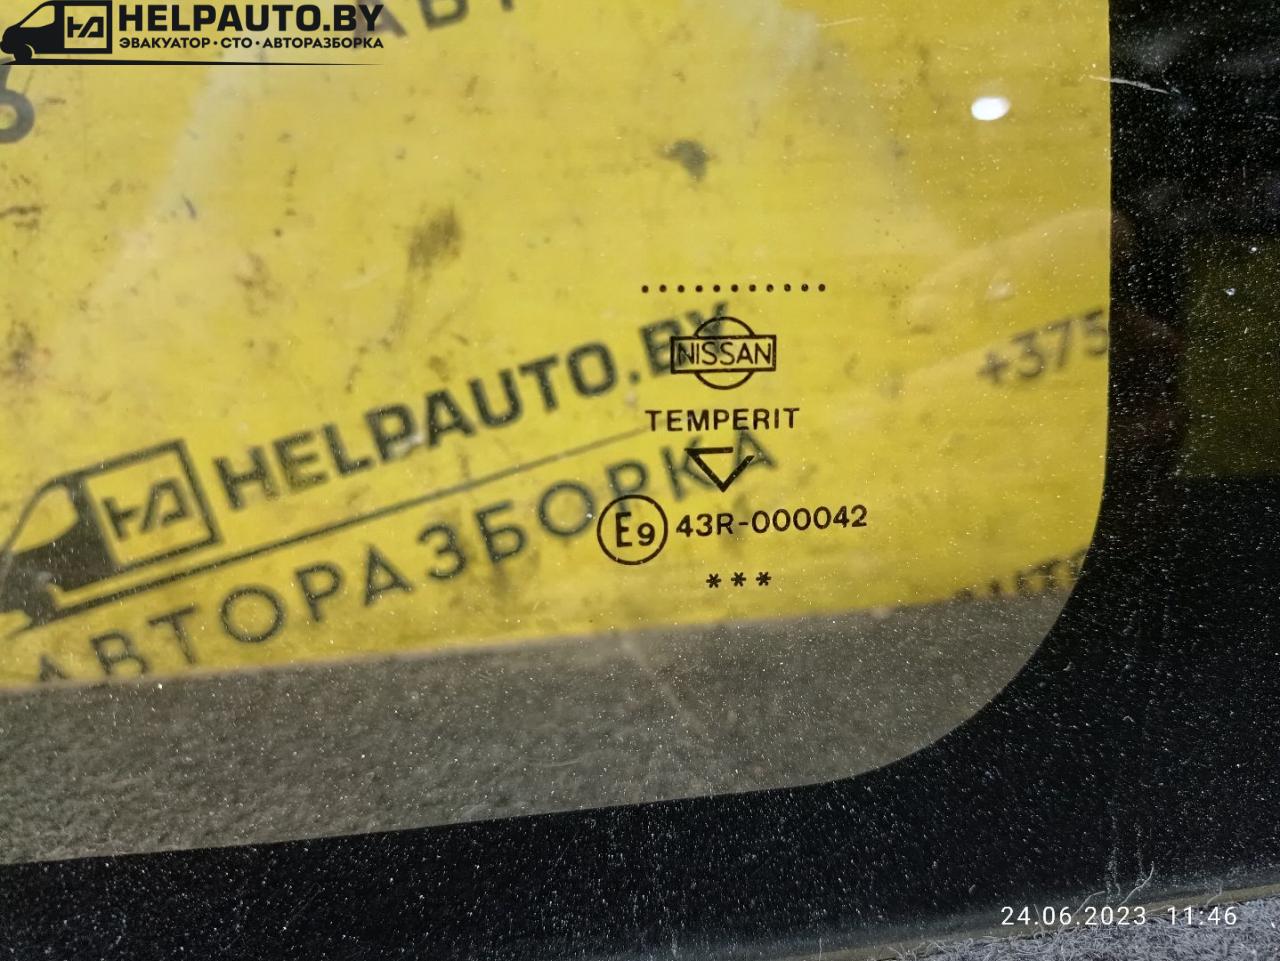 HELPAUTO.BY
ЭВАКУАТОР · СТО · АВТОРАЗБОРКА
NISSAN
TEMPERIT
E9 43R-000042
***
HELPAUTO.BY
АВТОРАЗБОРКА
+375
24.06.2023 11:46